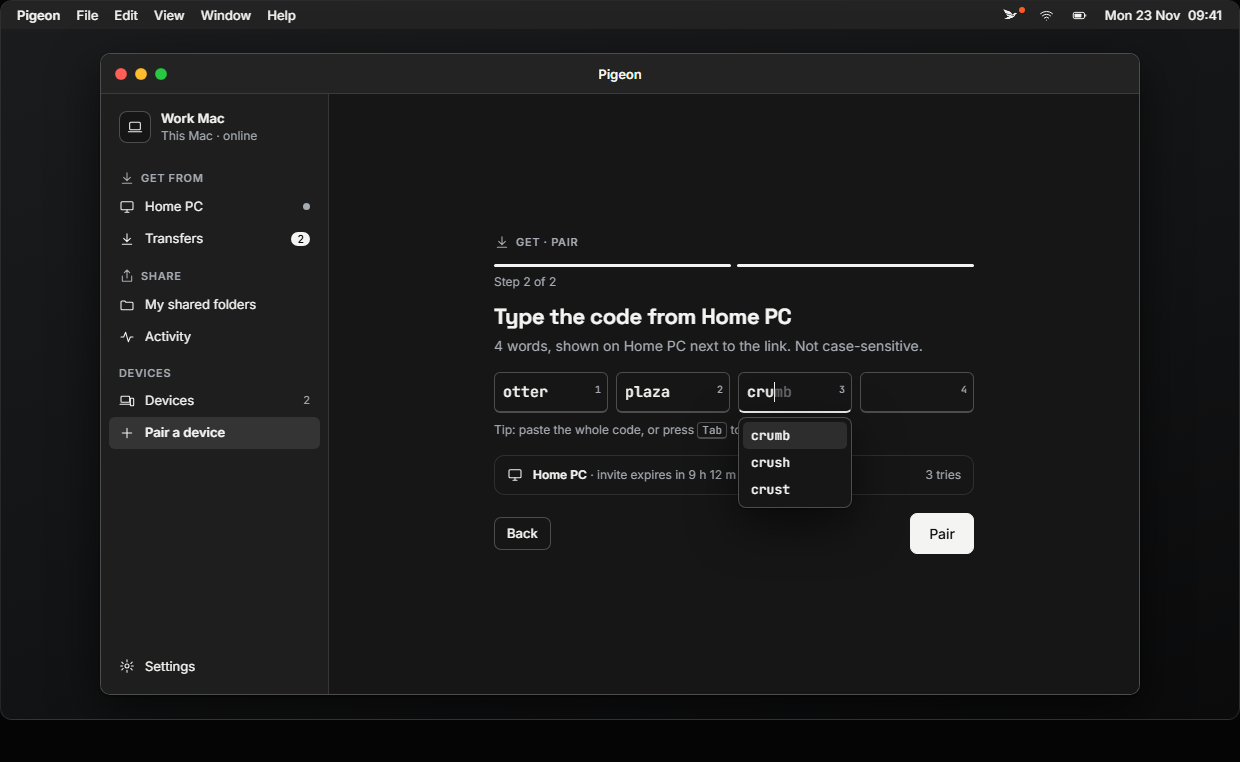 Pigeon File Edit View Window Help Mon 23 Nov 09:41
Pigeon
Work Mac
This Mac · online
GET FROM
Home PC
Transfers 2
SHARE
My shared folders
Activity
DEVICES
Devices 2
Pair a device
Settings
GET · PAIR
Step 2 of 2
Type the code from Home PC
4 words, shown on Home PC next to the link. Not case-sensitive.
otter 1 plaza 2 crumb 3 4
Tip: paste the whole code, or press Tab to
crumb
crush
crust
Home PC · invite expires in 9 h 12 m 3 tries
Back Pair